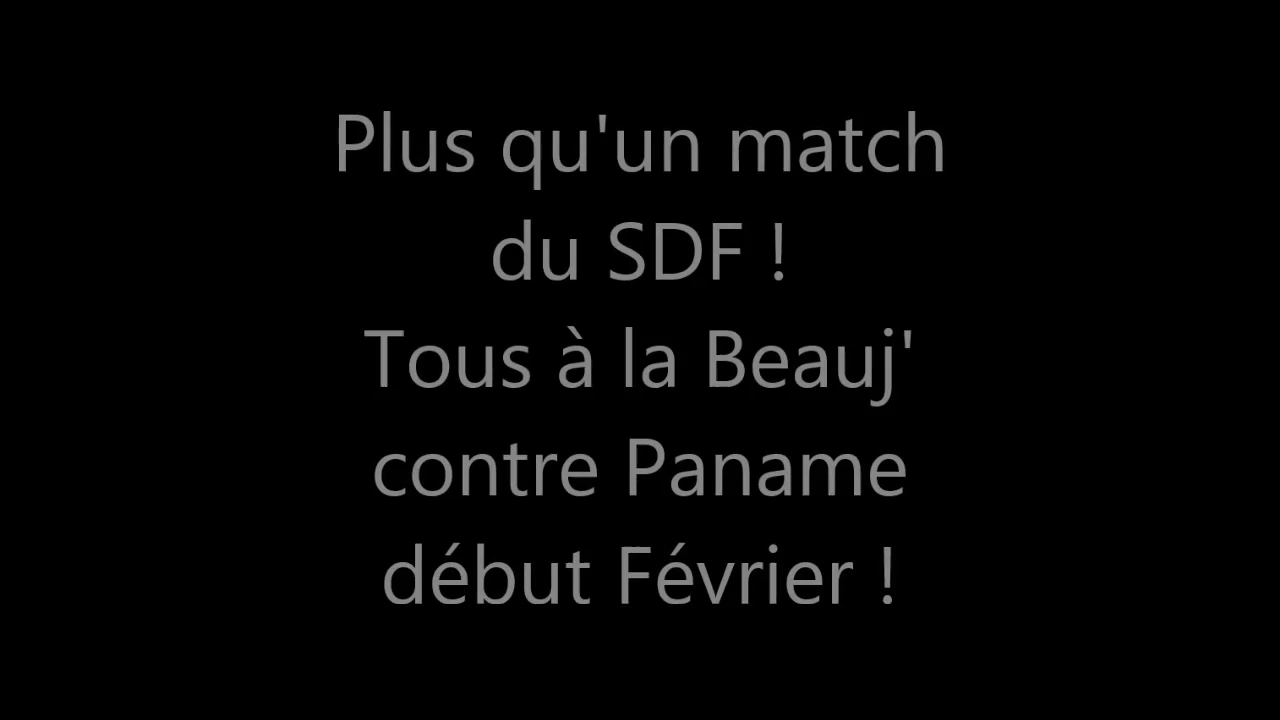 Plus qu'un match
du SDF !
Tous à la Beauj'
contre Paname
début Février !